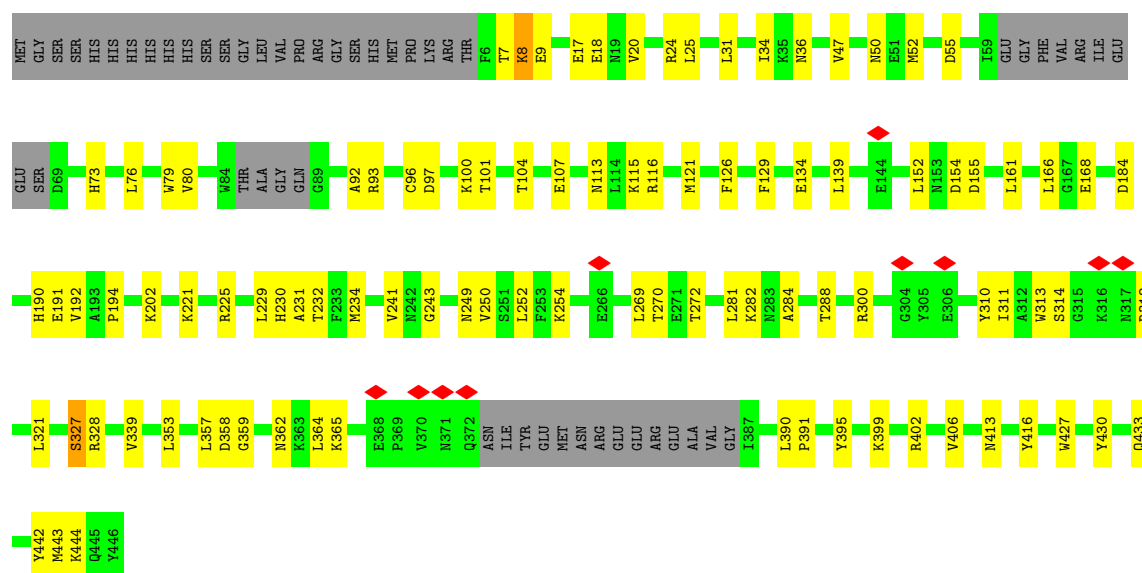 MET GLY SER SER HIS HIS HIS HIS HIS HIS SER SER GLY LEU VAL PRO ARG GLY SER HIS MET PRO LYS ARG THR F6 T7 K8 E9 E17 E18 N19 V20 R24 L25 L31 I34 K35 N36 V47 N50 E51 M52 D55 I59 GLU GLY PHE VAL ARG ILE GLU
GLU SER D69 H73 L76 W79 V80 W84 THR ALA GLY GLN G89 A92 R93 C96 D97 K100 T101 T104 E107 N113 L114 K115 R116 M121 F126 F129 E134 L139 E144 L152 N153 D154 D155 L161 L166 G167 E168 D184
H190 E191 V192 A193 P194 K202 K221 R225 L229 H230 A231 T232 F233 M234 V241 N242 G243 N249 V250 S251 L252 F253 K254 E266 L269 T270 E271 T272 L281 K282 N283 A284 T288 R300 G304 Y305 E306 Y310 I311 A312 W313 S314 G315 K316 N317
L321 S327 R328 V339 L353 L357 D358 G359 N362 K363 L364 K365 E368 P369 V370 N371 Q372 ASN ILE TYR GLU MET ASN ARG GLU GLU ARG GLU ALA VAL GLY I387 L390 P391 Y395 K399 R402 V406 N413 Y416 W427 Y430 Q433
Y442 M443 K444 Q445 Y446